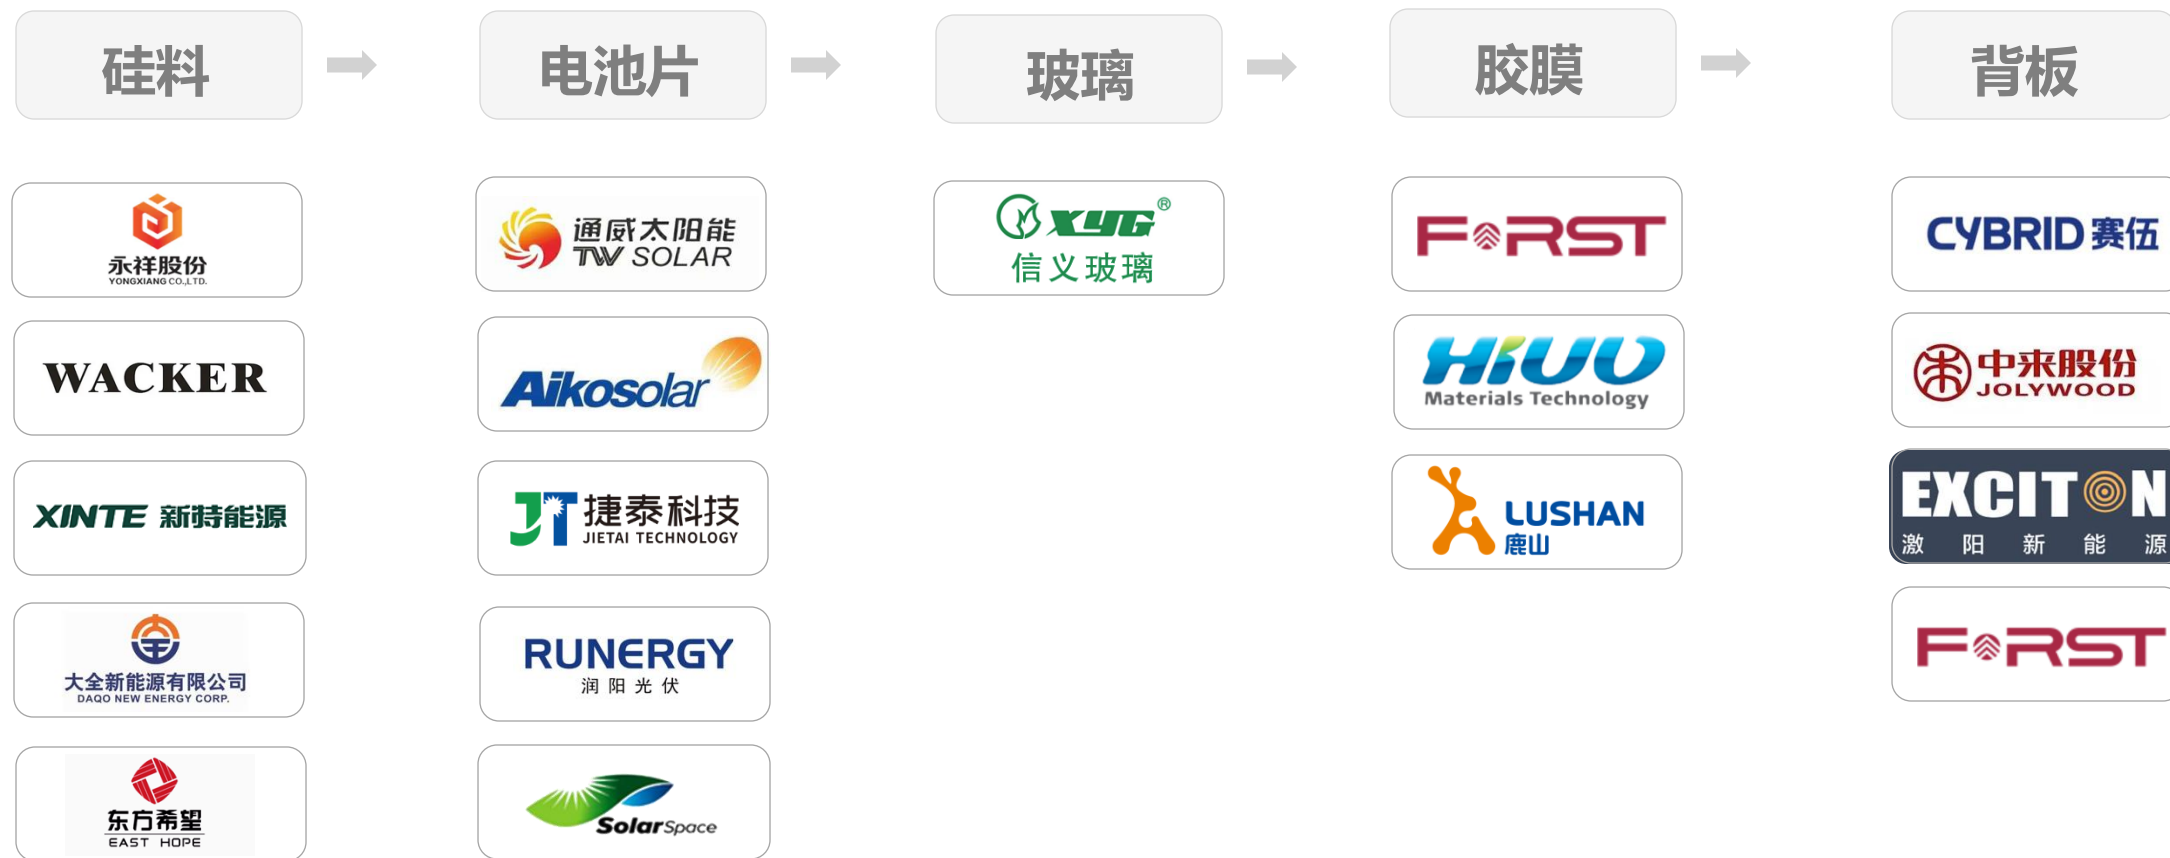 硅料
电池片
玻璃
胶膜
背板
永祥股份
YONGXIANG CO.,LTD.
WACKER
XINTE 新特能源
大全新能源有限公司
DAQO NEW ENERGY CORP.
东方希望
EAST HOPE
通威太阳能
TW SOLAR
Aikosolar
JT 捷泰科技
JIETAI TECHNOLOGY
RUNERGY
润阳光伏
SolarSpace
XYG®
信义玻璃
FIRST
HIUV
Materials Technology
LUSHAN
鹿山
CYBRID 赛伍
中来股份
JOLYWOOD
EXCITON
激阳新能源
FIRST